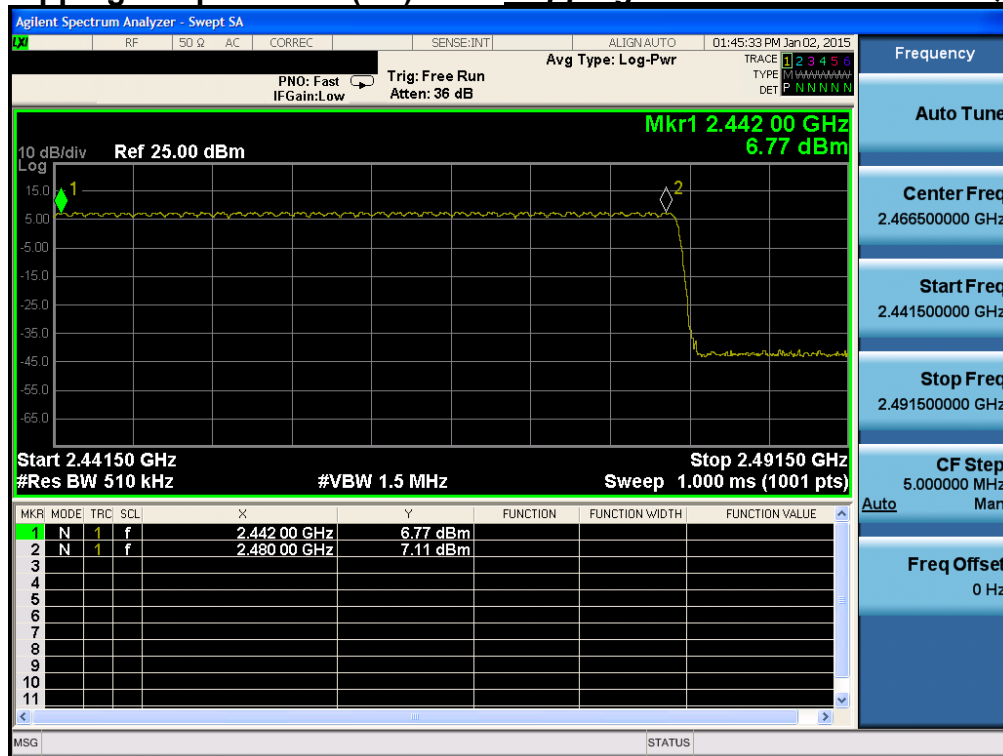 Agilent Spectrum Analyzer - Swept SA
LXI RF 50 Ω AC CORREC SENSE:INT ALIGN AUTO 01:45:33 PM Jan 02, 2015
Frequency
Avg Type: Log-Pwr
TRACE 1 2 3 4 5 6
TYPE M
DET P N N N N N
PNO: Fast
IFGain:Low
Trig: Free Run
Atten: 36 dB
Auto Tune
Mkr1 2.442 00 GHz
6.77 dBm
10 dB/div Ref 25.00 dBm
Log
15.0
5.00
-5.00
-15.0
-25.0
-35.0
-45.0
-55.0
-65.0
1
2
Center Freq
2.466500000 GHz
Start Freq
2.441500000 GHz
Stop Freq
2.491500000 GHz
Start 2.44150 GHz Stop 2.49150 GHz
#Res BW 510 kHz #VBW 1.5 MHz Sweep 1.000 ms (1001 pts)
CF Step
5.000000 MHz
Auto Man
MKR MODE TRC SCL X Y FUNCTION FUNCTION WIDTH FUNCTION VALUE
1 N 1 f 2.442 00 GHz 6.77 dBm
2 N 1 f 2.480 00 GHz 7.11 dBm
3
4
5
6
7
8
9
10
11
Freq Offset
0 Hz
MSG STATUS